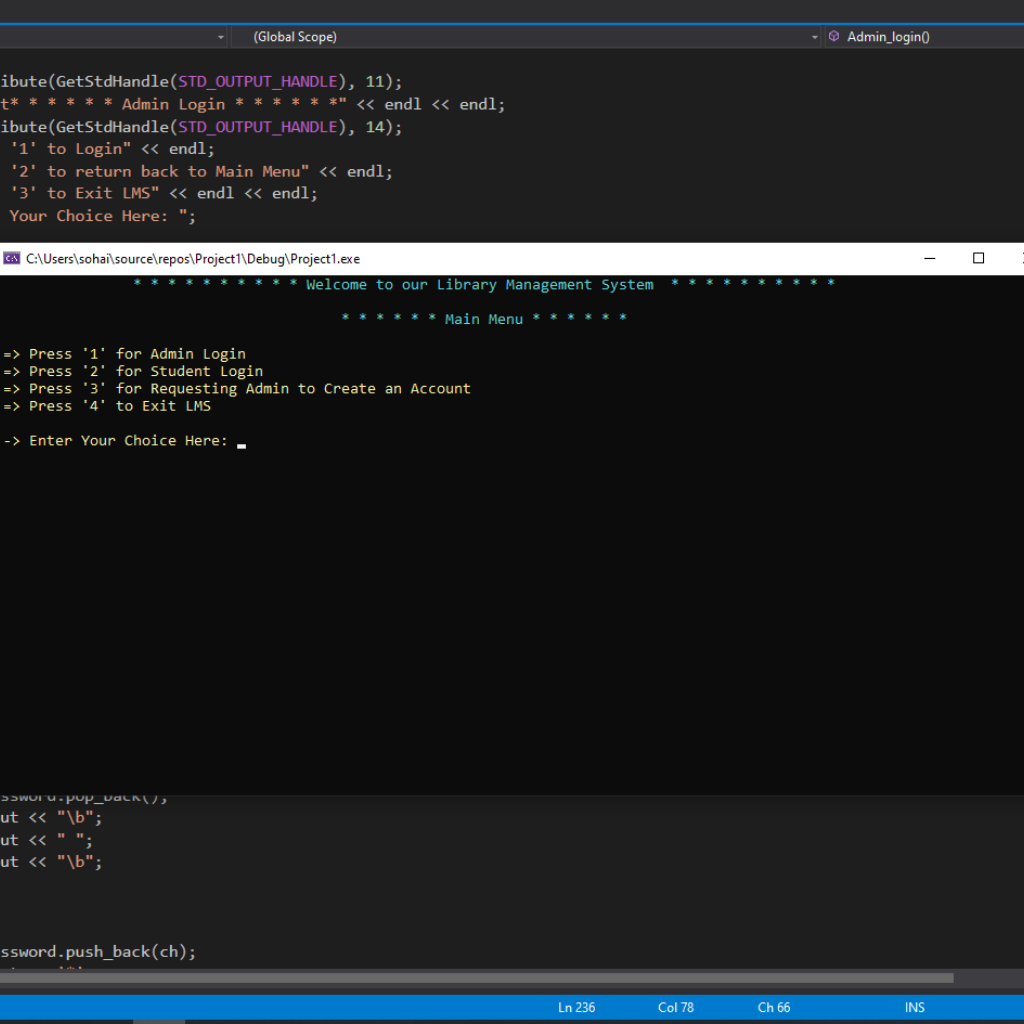 (Global Scope) Admin_login()
ibute(GetStdHandle(STD_OUTPUT_HANDLE), 11);
t* * * * * * Admin Login * * * * * *" << endl << endl;
ibute(GetStdHandle(STD_OUTPUT_HANDLE), 14);
'1' to Login" << endl;
'2' to return back to Main Menu" << endl;
'3' to Exit LMS" << endl << endl;
Your Choice Here: ";
C:\Users\sohai\source\repos\Project1\Debug\Project1.exe
* * * * * * * * * * Welcome to our Library Management System * * * * * * * * * *
* * * * * * Main Menu * * * * * *
=> Press '1' for Admin Login
=> Press '2' for Student Login
=> Press '3' for Requesting Admin to Create an Account
=> Press '4' to Exit LMS
-> Enter Your Choice Here:
ssword.pop_back();
ut << "\b";
ut << " ";
ut << "\b";
ssword.push_back(ch);
Ln 236 Col 78 Ch 66 INS